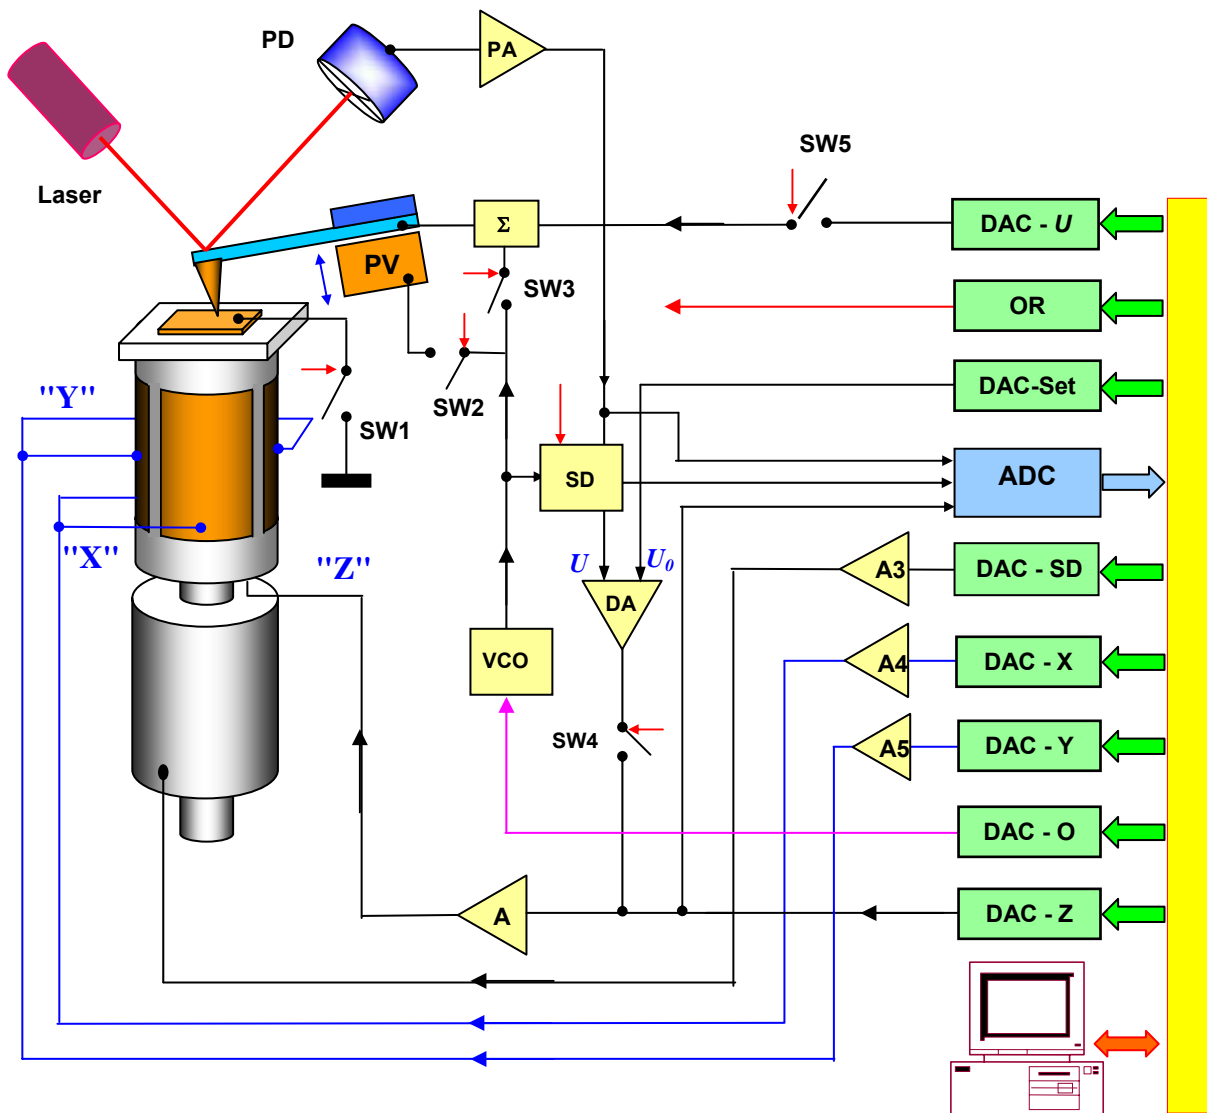 PD
PA
Laser
SW5
Σ
DAC - U
PV
SW3
OR
"Y"
SW2
SW1
DAC-Set
SD
ADC
"X"
"Z"
U
U₀
A3
DAC - SD
DA
VCO
A4
DAC - X
SW4
A5
DAC - Y
DAC - O
A
DAC - Z